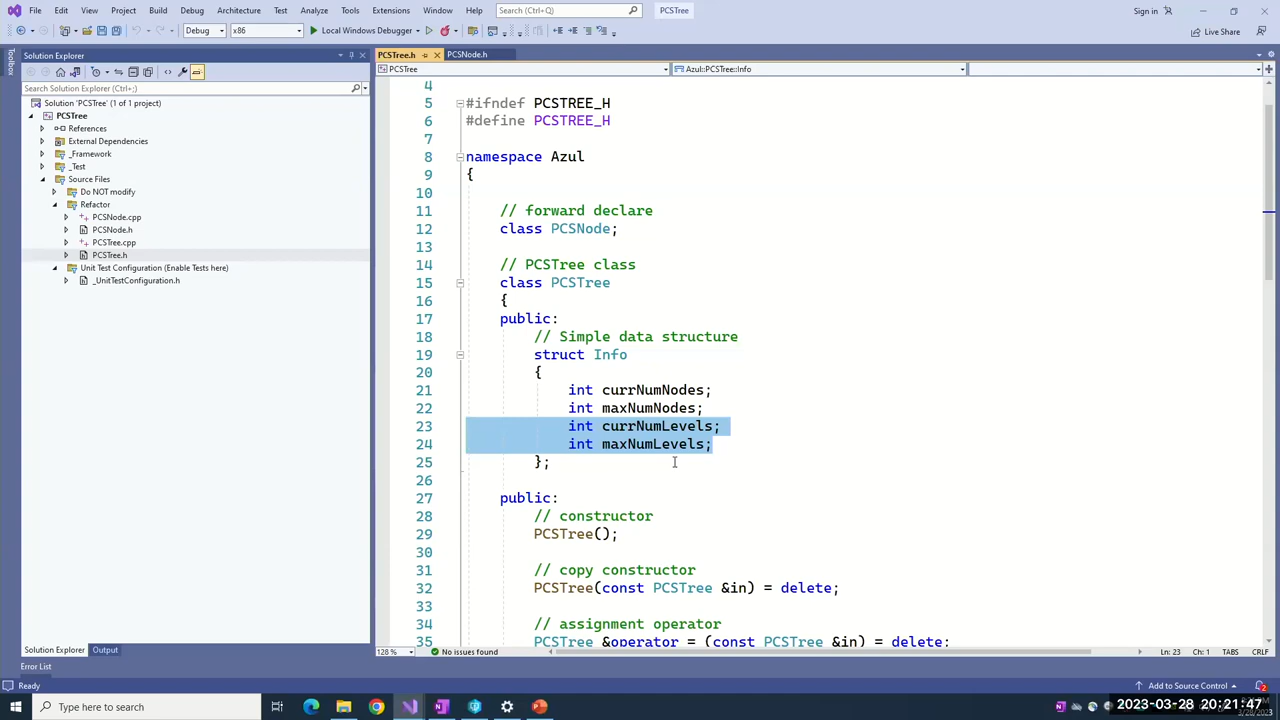 File Edit View Project Build Debug Architecture Test Analyze Tools Extensions Window Help Search (Ctrl+;) PCSTree Sign in
Debug x86 Local Windows Debugger Live Share
Solution Explorer
Search Solution Explorer (Ctrl+;)
Solution 'PCSTree' (1 of 1 project)
PCSTree
References
External Dependencies
_Framework
_Test
Source Files
Do NOT modify
Refactor
PCSNode.cpp
PCSNode.h
PCSTree.cpp
PCSTree.h
Unit Test Configuration (Enable Tests here)
_UnitTestConfiguration.h
Toolbox
PCSTree.h PCSNode.h
PCSTree Azul::PCSTree::Info
4
5 #ifndef PCSTREE_H
6 #define PCSTREE_H
7
8 namespace Azul
9 {
10
11 // forward declare
12 class PCSNode;
13
14 // PCSTree class
15 class PCSTree
16 {
17 public:
18 // Simple data structure
19 struct Info
20 {
21 int currNumNodes;
22 int maxNumNodes;
23 int currNumLevels;
24 int maxNumLevels;
25 };
26
27 public:
28 // constructor
29 PCSTree();
30
31 // copy constructor
32 PCSTree(const PCSTree &in) = delete;
33
34 // assignment operator
35 PCSTree &operator = (const PCSTree &in) = delete;
128 % No issues found Ln: 23 Ch: 1 TABS CRLF
Solution Explorer Output
Error List
Ready Add to Source Control 2
Type here to search
2023-03-28 20:21:47